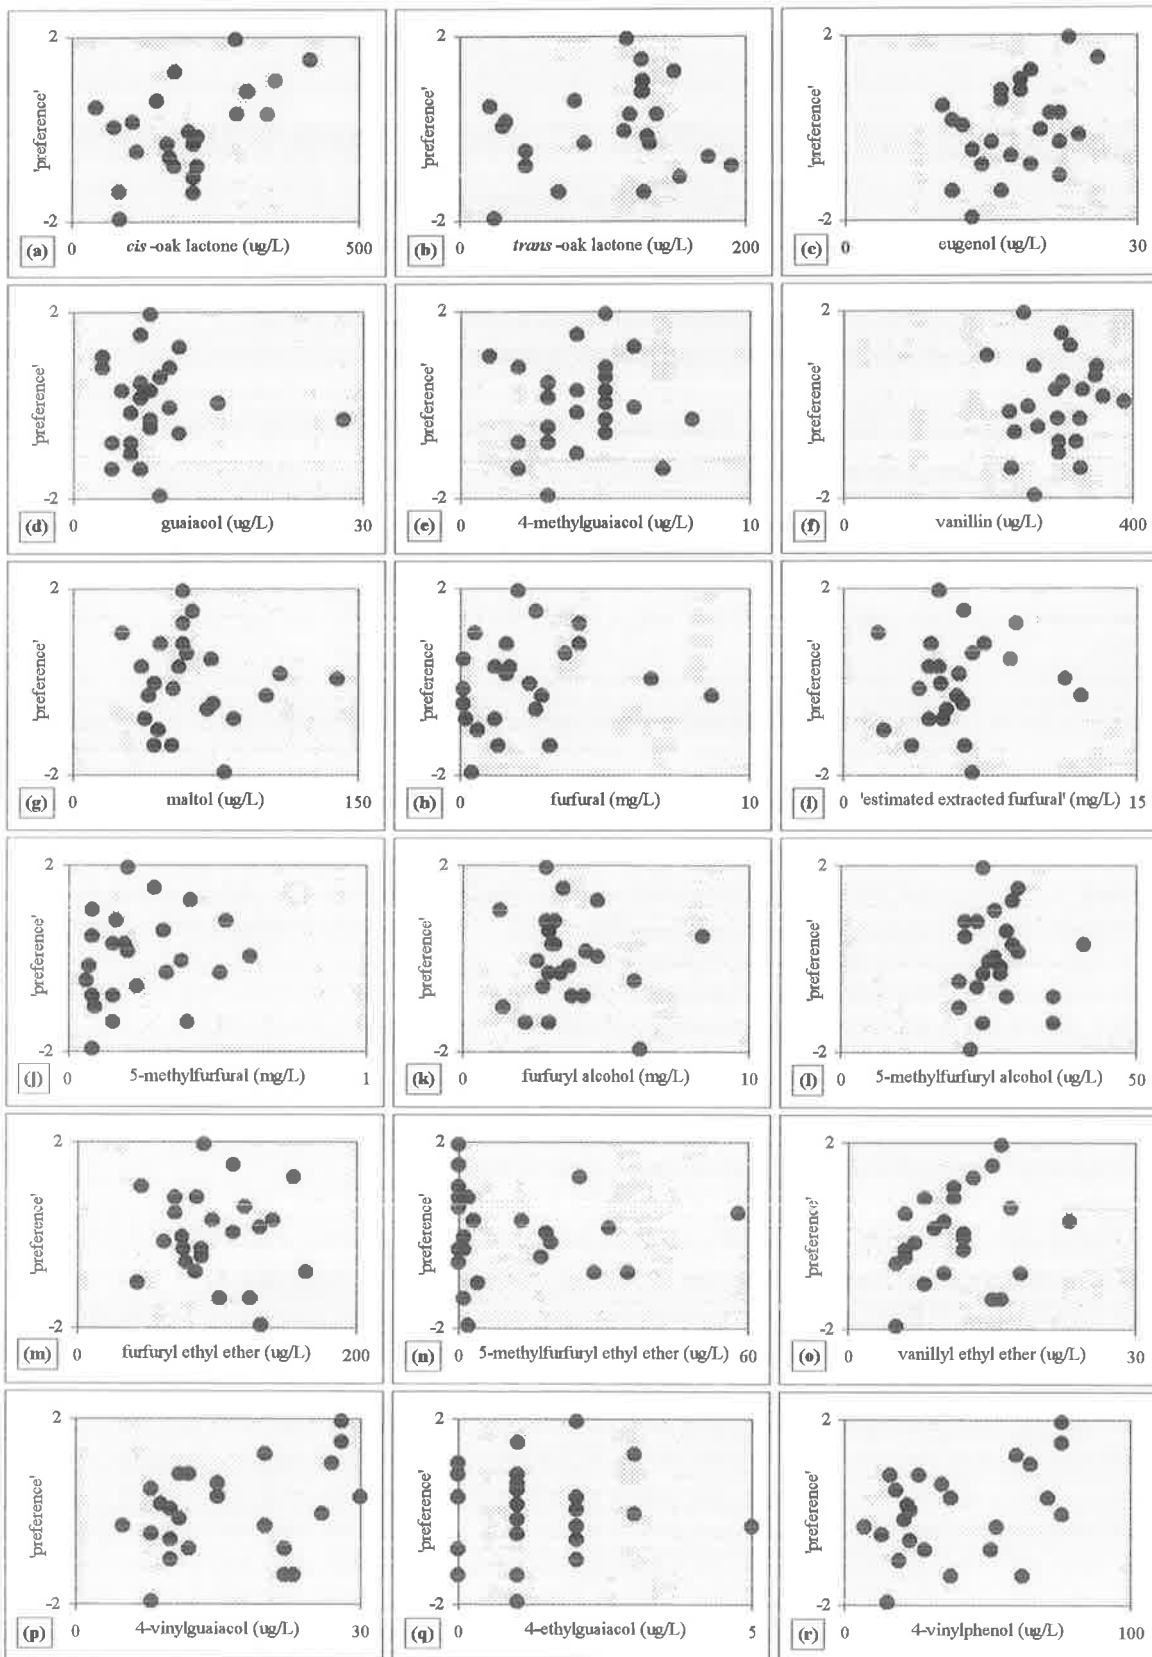 2 2 2
'preference' 'preference' 'preference'
-2 -2 -2
0 500 0 200 0 30
(a) cis -oak lactone (ug/L) (b) trans -oak lactone (ug/L) (c) eugenol (ug/L)
2 2 2
'preference' 'preference' 'preference'
-2 -2 -2
0 30 0 10 0 400
(d) guaiacol (ug/L) (e) 4-methylguaiacol (ug/L) (f) vanillin (ug/L)
2 2 2
'preference' 'preference' 'preference'
-2 -2 -2
0 150 0 10 0 15
(g) maltol (ug/L) (h) furfural (mg/L) (i) 'estimated extracted furfural' (mg/L)
2 2 2
'preference' 'preference' 'preference'
-2 -2 -2
0 1 0 10 0 50
(j) 5-methylfurfural (mg/L) (k) furfuryl alcohol (mg/L) (l) 5-methylfurfuryl alcohol (ug/L)
2 2 2
'preference' 'preference' 'preference'
-2 -2 -2
0 200 0 60 0 30
(m) furfuryl ethyl ether (ug/L) (n) 5-methylfurfuryl ethyl ether (ug/L) (o) vanillyl ethyl ether (ug/L)
2 2 2
'preference' 'preference' 'preference'
-2 -2 -2
0 30 0 5 0 100
(p) 4-vinylguaiacol (ug/L) (q) 4-ethylguaiacol (ug/L) (r) 4-vinylphenol (ug/L)